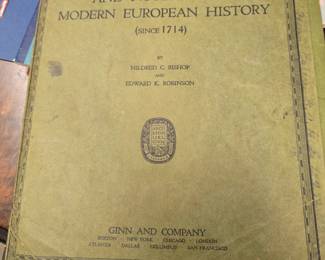 MODERN EUROPEAN HISTORY
(SINCE 1714)
BY
MILDRED C. BISHOP
AND
EDWARD K. ROBINSON
GINN AND COMPANY
BOSTON · NEW YORK · CHICAGO · LONDON
ATLANTA · DALLAS · COLUMBUS · SAN FRANCISCO